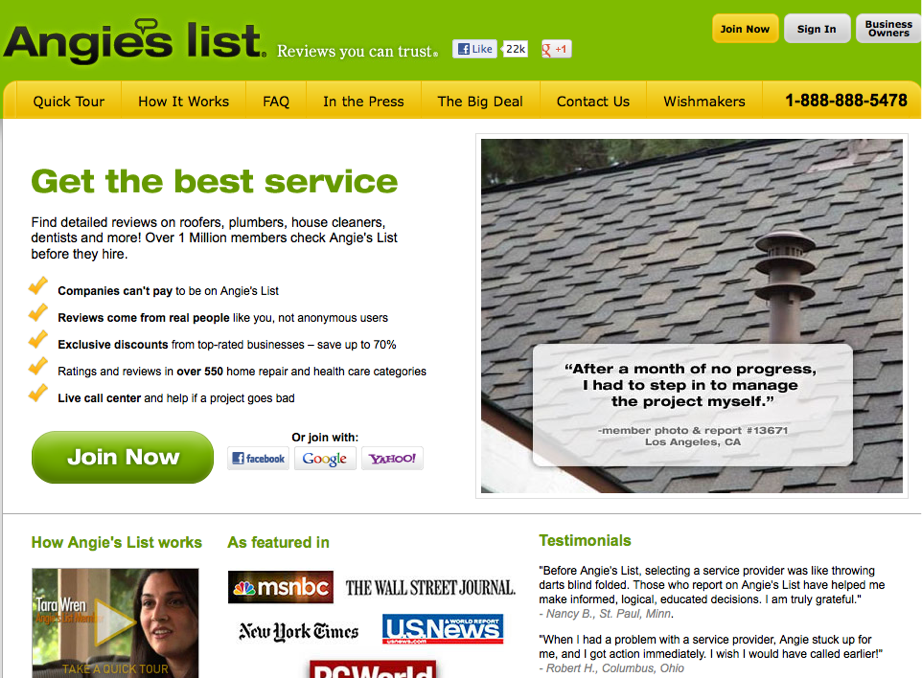 Angie's list.
Reviews you can trust.
Like
22k
+1
Join Now
Sign In
Business
Owners
Quick Tour
How It Works
FAQ
In the Press
The Big Deal
Contact Us
Wishmakers
1-888-888-5478
Get the best service
Find detailed reviews on roofers, plumbers, house cleaners,
dentists and more! Over 1 Million members check Angie's List
before they hire.
Companies can't pay to be on Angie's List
Reviews come from real people like you, not anonymous users
Exclusive discounts from top-rated businesses – save up to 70%
Ratings and reviews in over 550 home repair and health care categories
Live call center and help if a project goes bad
Join Now
Or join with:
facebook
Google
YAHOO!
“After a month of no progress,
I had to step in to manage
the project myself.”
-member photo & report #13671
Los Angeles, CA
How Angie's List works
Tara Wren
Angie's List Member
TAKE A QUICK TOUR
As featured in
msnbc
THE WALL STREET JOURNAL.
New York Times
US News
& WORLD REPORT
usnews.com
PCWorld
Testimonials
"Before Angie's List, selecting a service provider was like throwing
darts blind folded. Those who report on Angie's List have helped me
make informed, logical, educated decisions. I am truly grateful."
- Nancy B., St. Paul, Minn.
"When I had a problem with a service provider, Angie stuck up for
me, and I got action immediately. I wish I would have called earlier!"
- Robert H., Columbus, Ohio